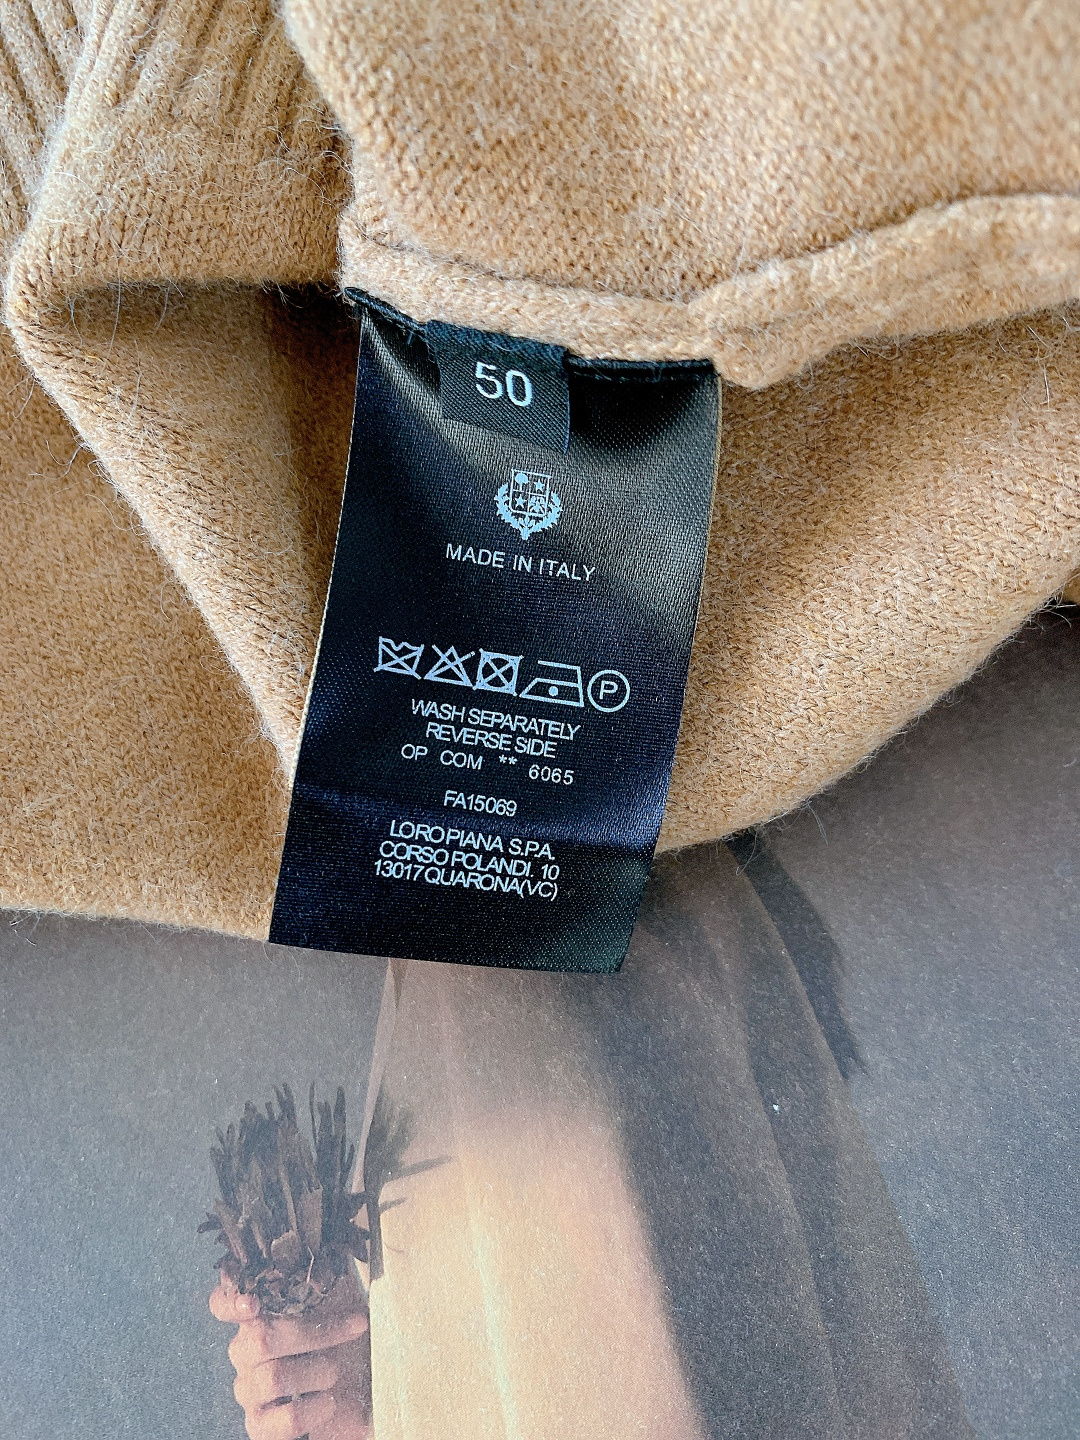 50
MADE IN ITALY
P
WASH SEPARATELY
REVERSE SIDE
OP COM ** 6065
FA15069
LORO PIANA S.P.A.
CORSO POLANDI. 10
13017 QUARONA(VC)